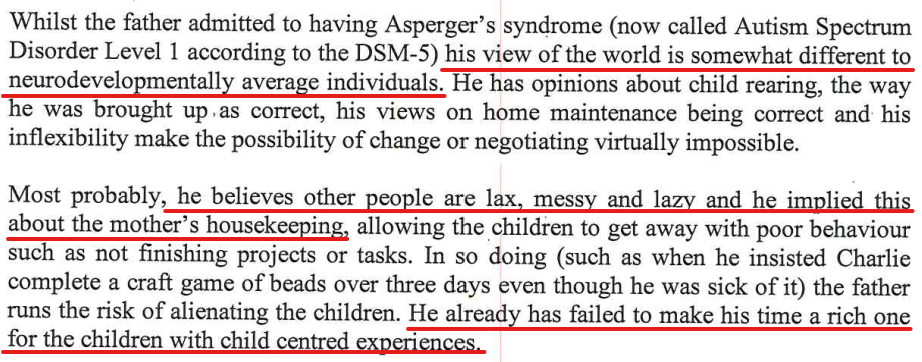 Whilst the father admitted to having Asperger's syndrome (now called Autism Spectrum
Disorder Level 1 according to the DSM-5) his view of the world is somewhat different to
neurodevelopmentally average individuals. He has opinions about child rearing, the way
he was brought up as correct, his views on home maintenance being correct and his
inflexibility make the possibility of change or negotiating virtually impossible.
Most probably, he believes other people are lax, messy and lazy and he implied this
about the mother's housekeeping, allowing the children to get away with poor behaviour
such as not finishing projects or tasks. In so doing (such as when he insisted Charlie
complete a craft game of beads over three days even though he was sick of it) the father
runs the risk of alienating the children. He already has failed to make his time a rich one
for the children with child centred experiences.